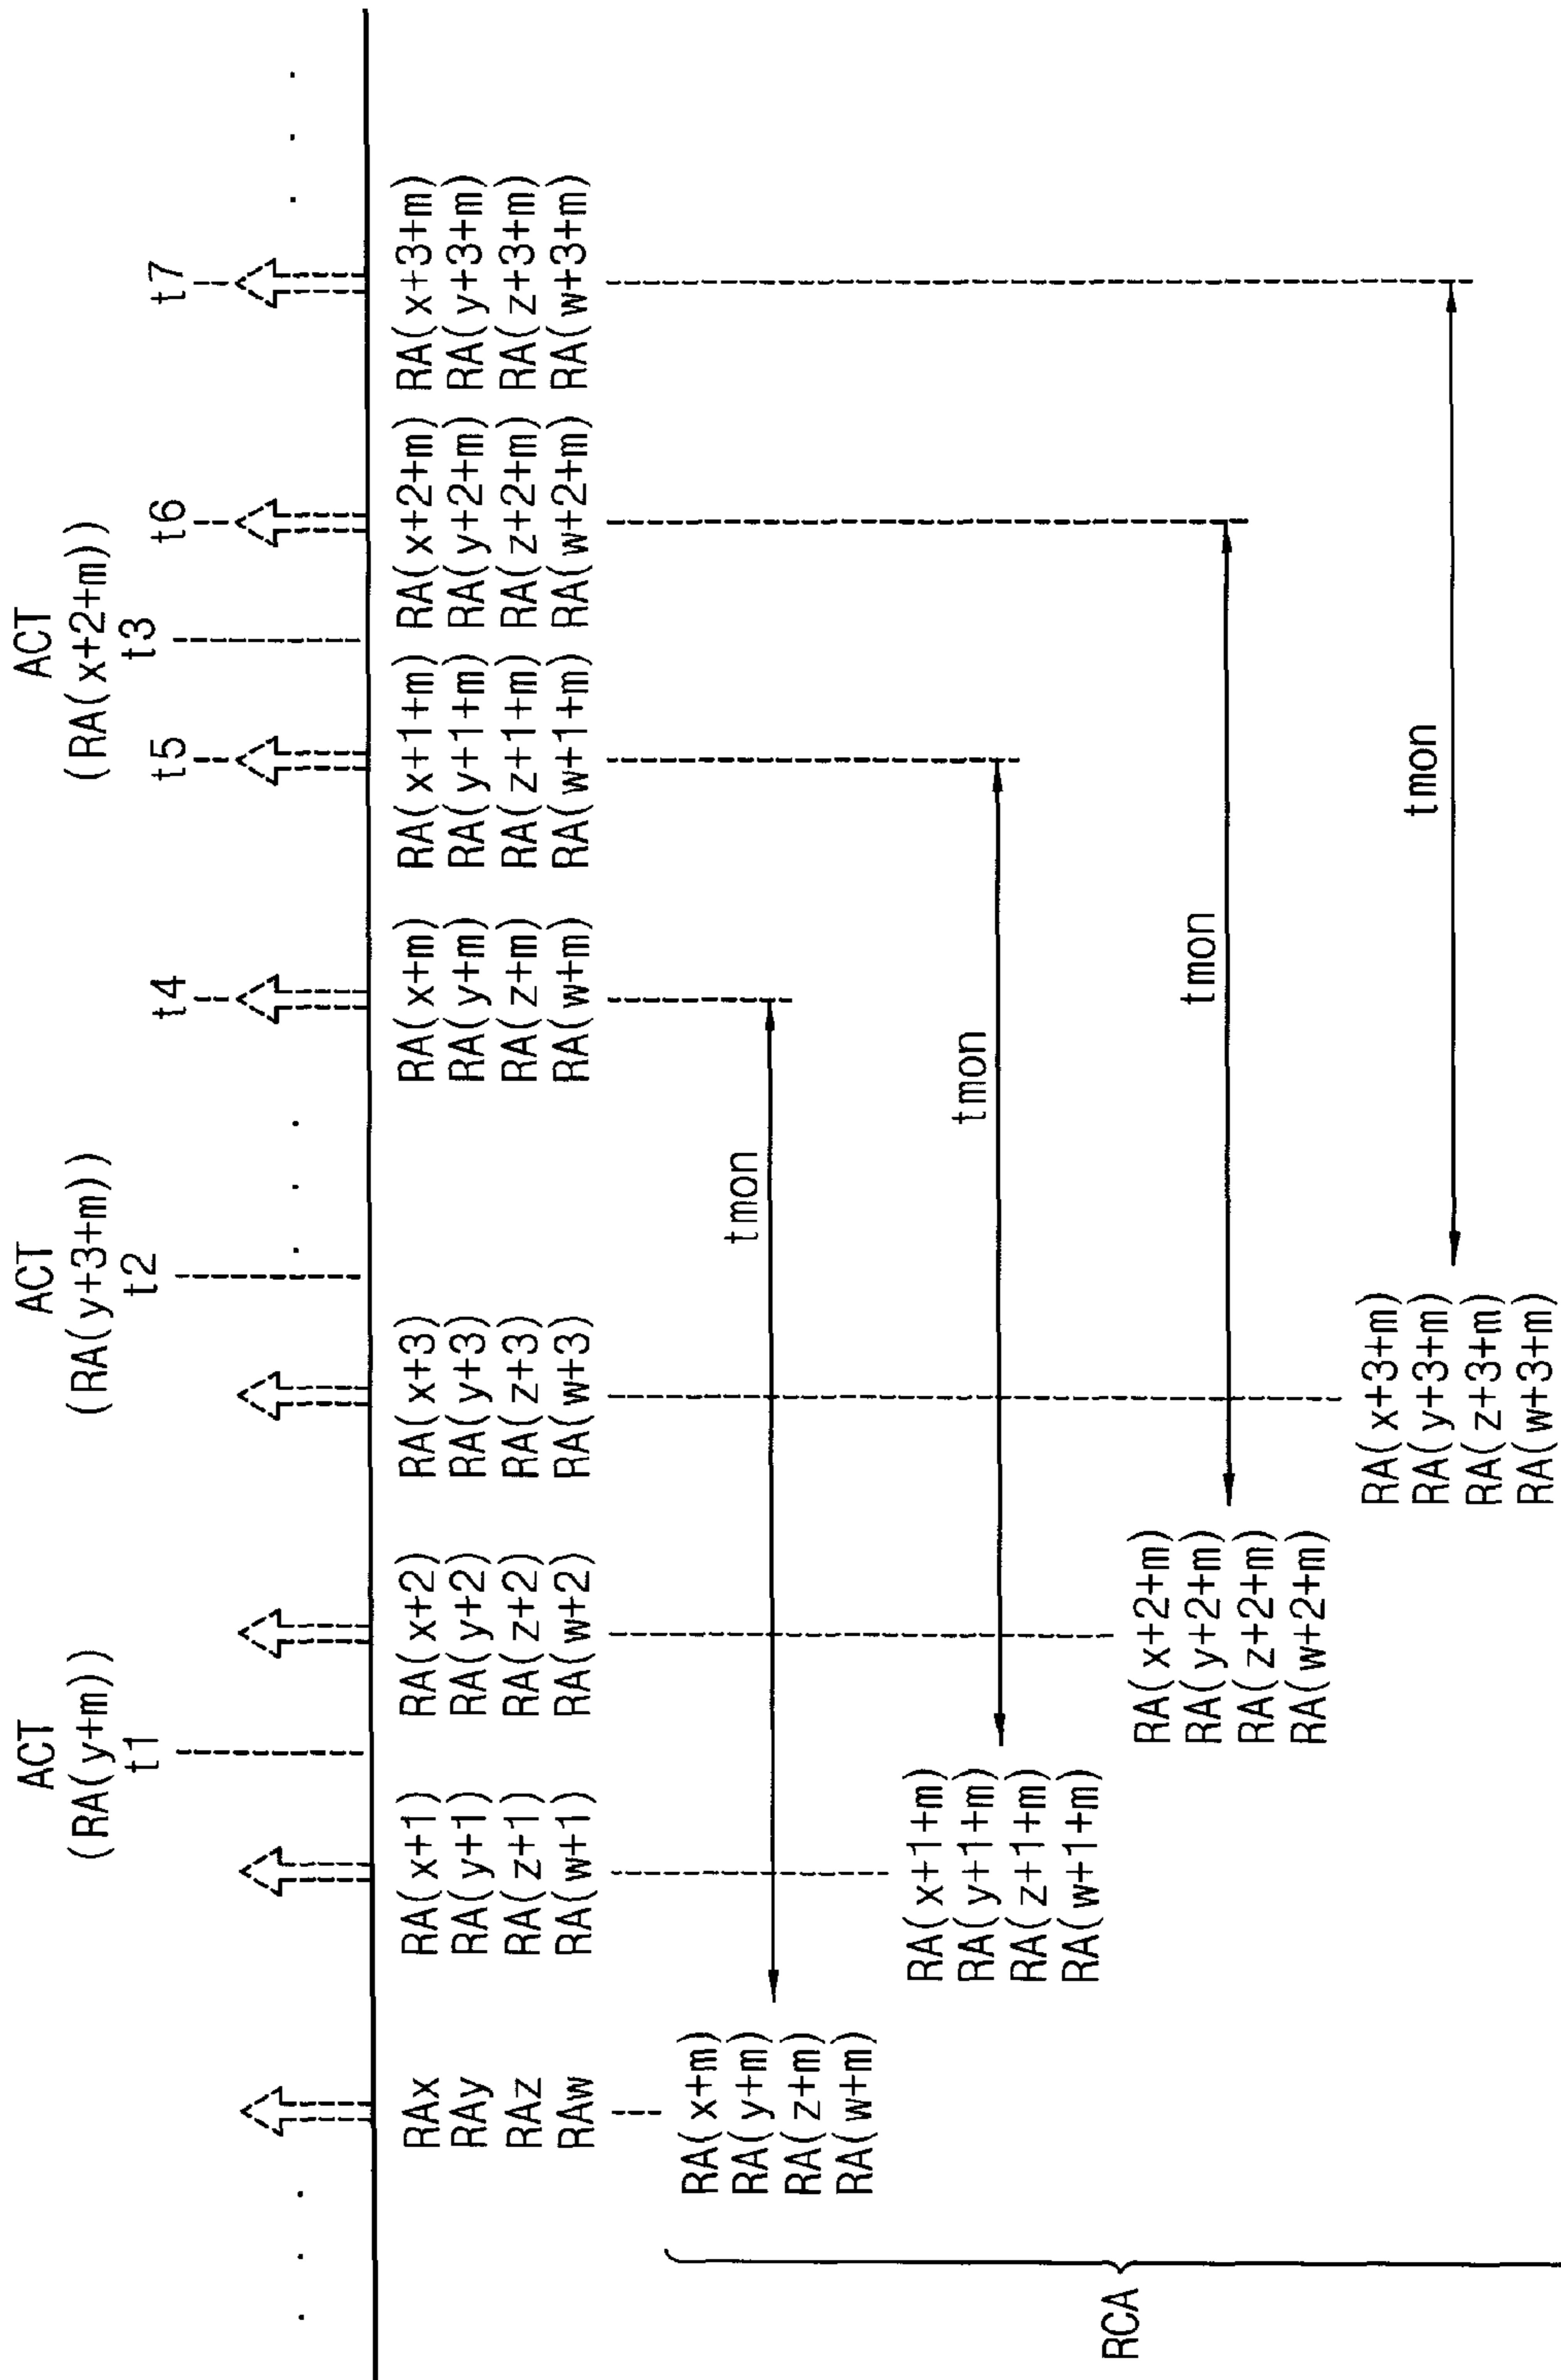 ACT
(RA(y+m))
t1
ACT
(RA(y+3+m))
t2
ACT
(RA(x+2+m))
t3
t4
t5
t6
t7
RAx
RAy
RAz
RAw
RA(x+1)
RA(y+1)
RA(z+1)
RA(w+1)
RA(x+2)
RA(y+2)
RA(z+2)
RA(w+2)
RA(x+3)
RA(y+3)
RA(z+3)
RA(w+3)
RA(x+m)
RA(y+m)
RA(z+m)
RA(w+m)
RA(x+1+m)
RA(y+1+m)
RA(z+1+m)
RA(w+1+m)
RA(x+2+m)
RA(y+2+m)
RA(z+2+m)
RA(w+2+m)
RA(x+3+m)
RA(y+3+m)
RA(z+3+m)
RA(w+3+m)
RCA
RA(x+m)
RA(y+m)
RA(z+m)
RA(w+m)
tmon
RA(x+1+m)
RA(y+1+m)
RA(z+1+m)
RA(w+1+m)
tmon
RA(x+2+m)
RA(y+2+m)
RA(z+2+m)
RA(w+2+m)
tmon
RA(x+3+m)
RA(y+3+m)
RA(z+3+m)
RA(w+3+m)
tmon